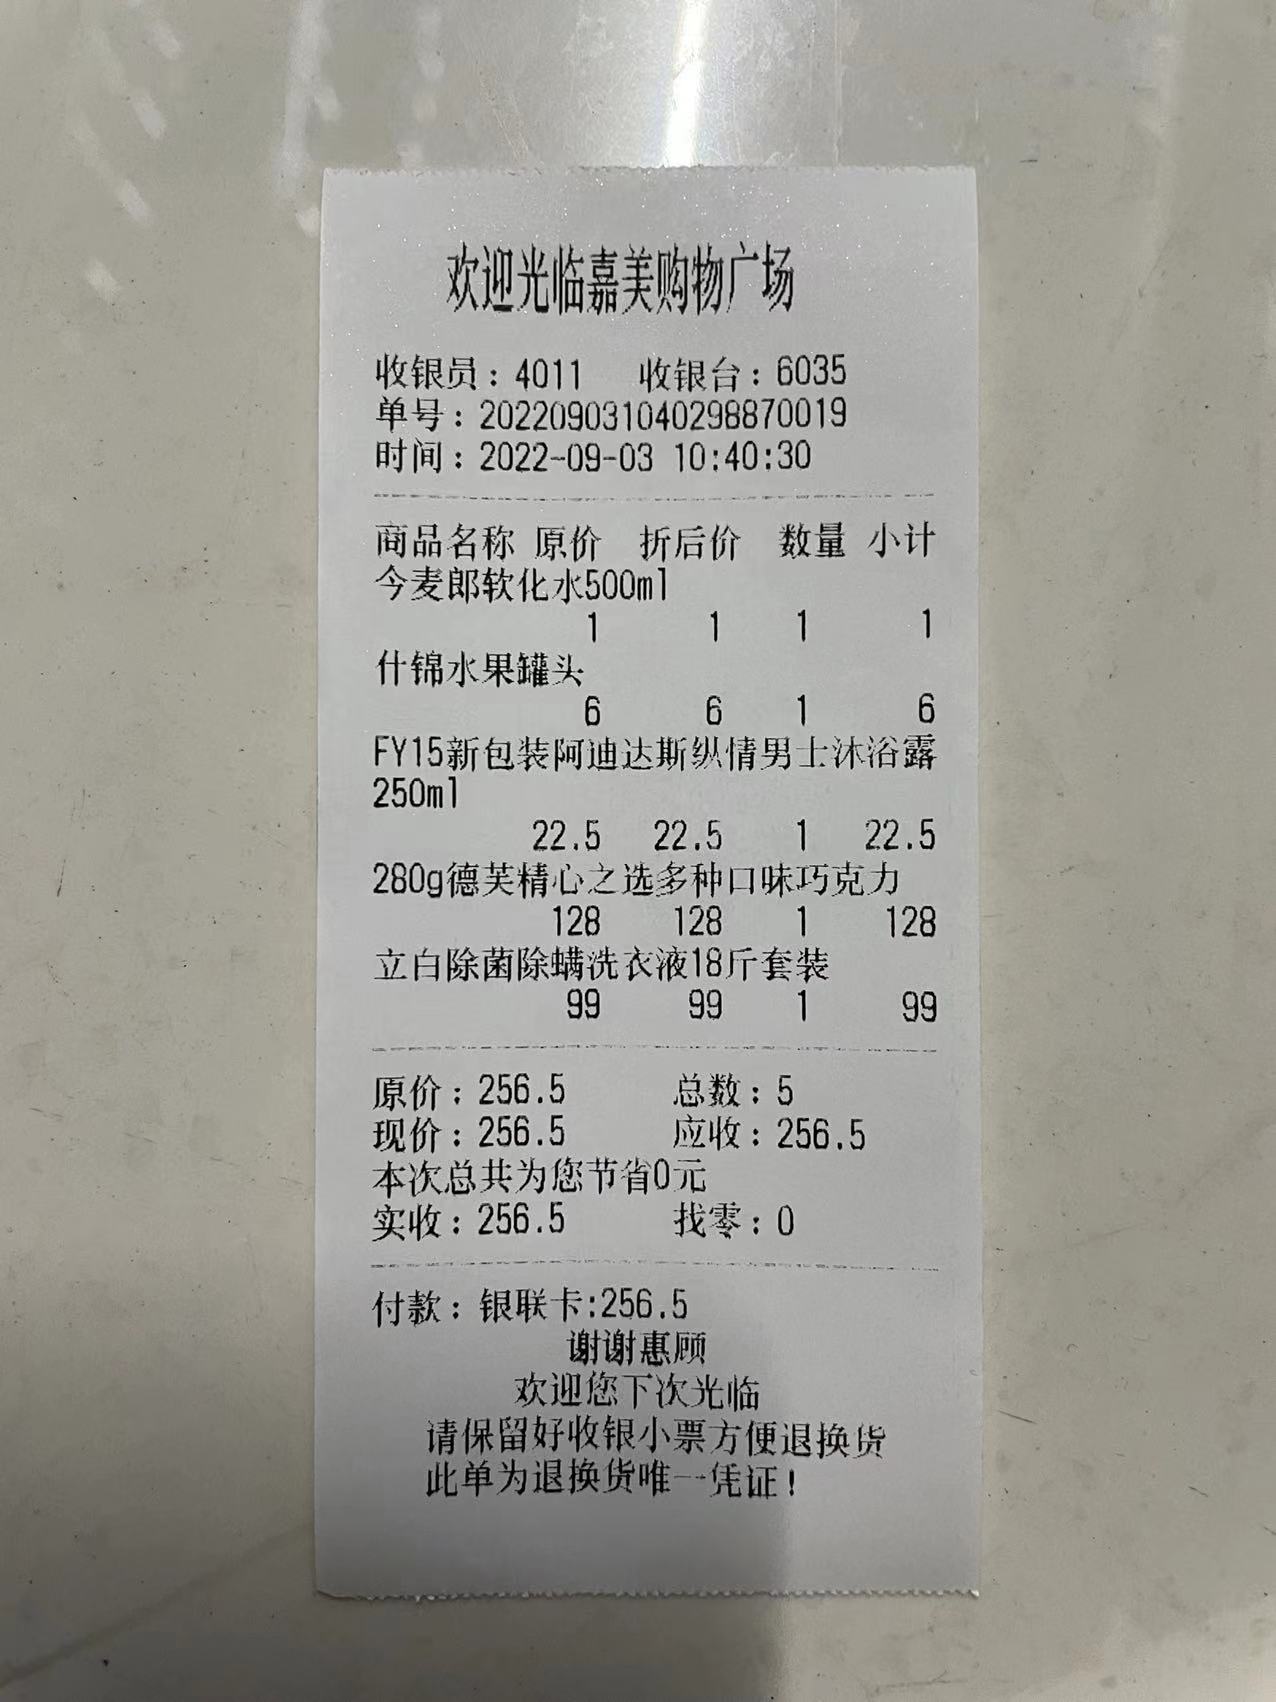 欢迎光临嘉美购物广场
收银员：4011 收银台：6035
单号：202209031040298870019
时间：2022-09-03 10:40:30
商品名称 原价 折后价 数量 小计
今麦郎软化水500ml
1 1 1 1
什锦水果罐头
6 6 1 6
FY15新包装阿迪达斯纵情男士沐浴露
250ml
22.5 22.5 1 22.5
280g德芙精心之选多种口味巧克力
128 128 1 128
立白除菌除螨洗衣液18斤套装
99 99 1 99
原价：256.5 总数：5
现价：256.5 应收：256.5
本次总共为您节省0元
实收：256.5 找零：0
付款：银联卡:256.5
谢谢惠顾
欢迎您下次光临
请保留好收银小票方便退换货
此单为退换货唯一凭证！